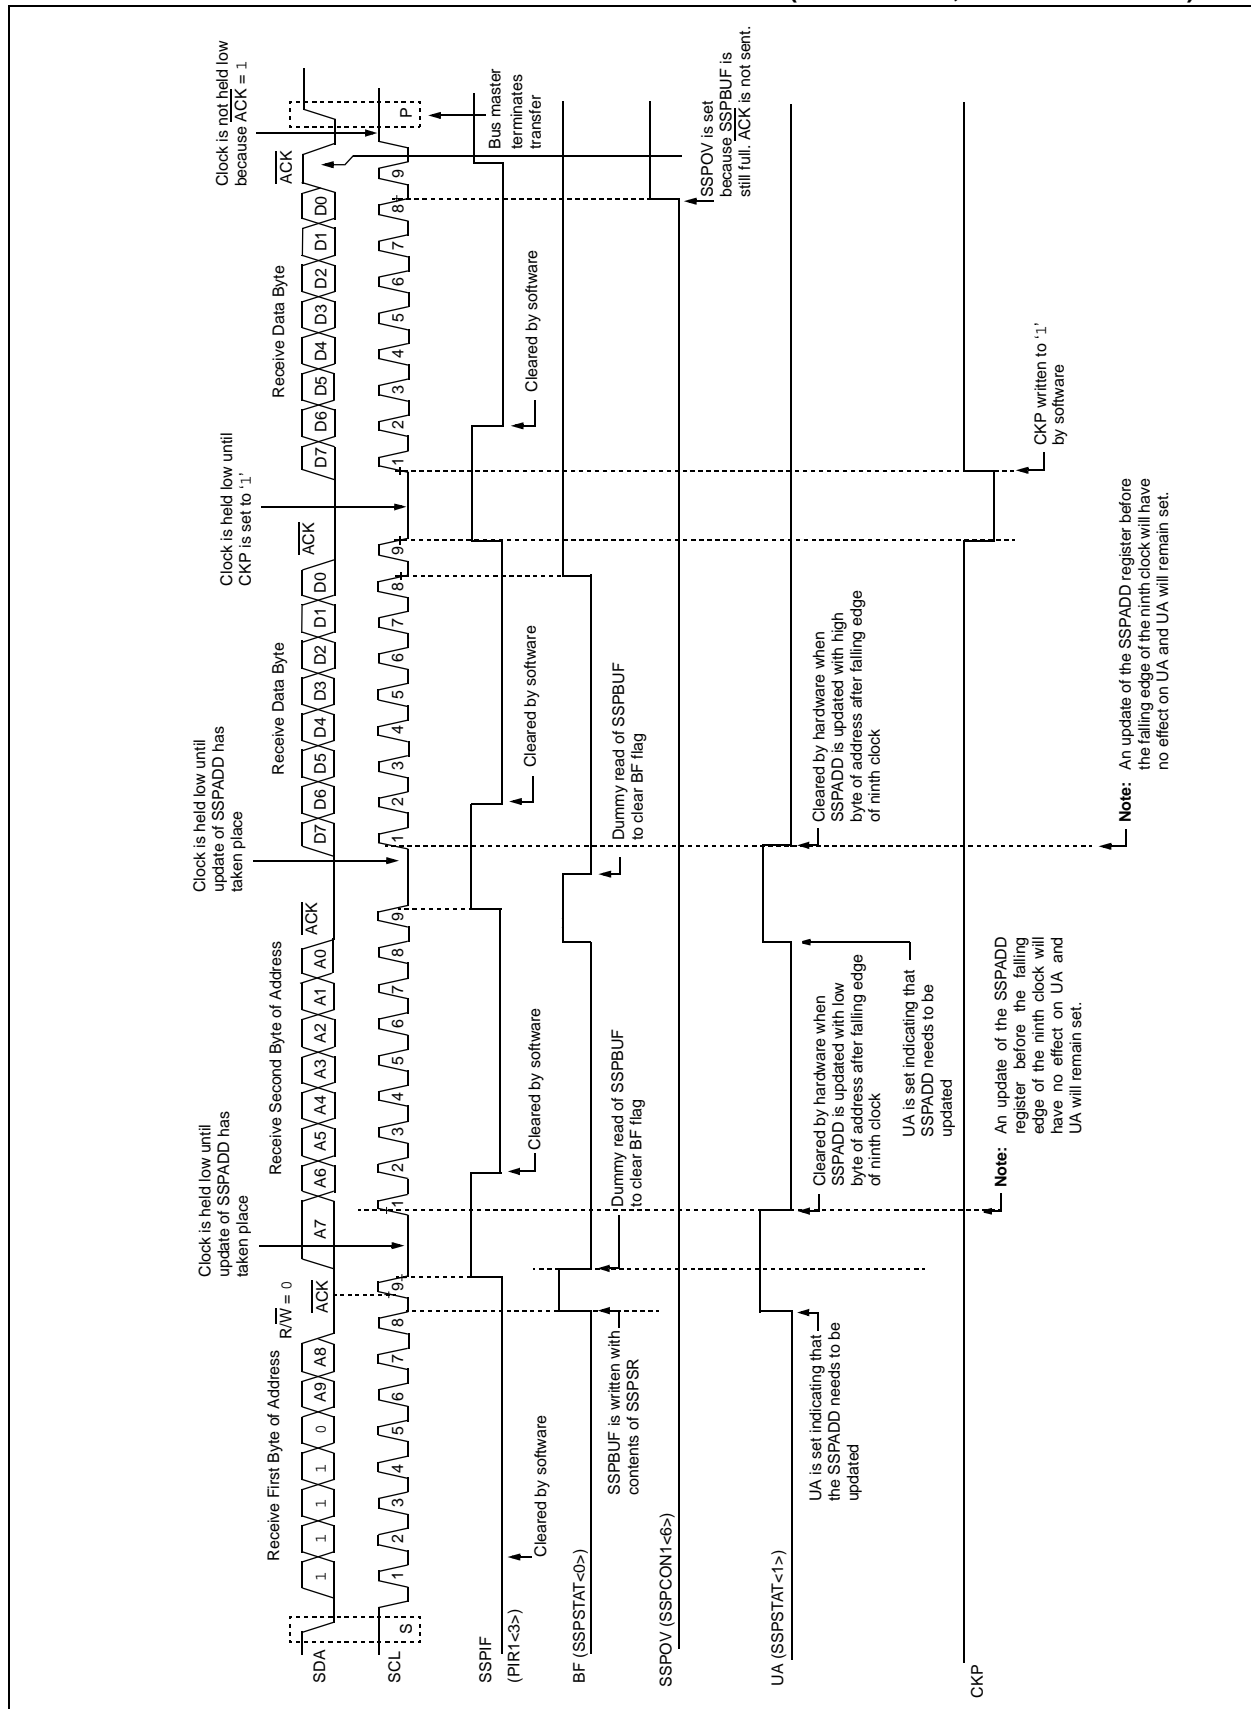 Clock is not held low
because ACK = 1
ACK
P
Bus master
terminates
transfer
SSPOV is set
because SSPBUF is
still full. ACK is not sent.
Receive Data Byte
D7 D6 D5 D4 D3 D2 D1 D0
1 2 3 4 5 6 7 8 9
Cleared by software
CKP written to ‘1’
by software
Clock is held low until
CKP is set to ‘1’
ACK
Receive Data Byte
D7 D6 D5 D4 D3 D2 D1 D0
1 2 3 4 5 6 7 8 9
Cleared by software
Dummy read of SSPBUF
to clear BF flag
Cleared by hardware when
SSPADD is updated with high
byte of address after falling edge
of ninth clock
Note: An update of the SSPADD register before
the falling edge of the ninth clock will have
no effect on UA and UA will remain set.
Clock is held low until
update of SSPADD has
taken place
ACK
Receive Second Byte of Address
A7 A6 A5 A4 A3 A2 A1 A0
1 2 3 4 5 6 7 8 9
Cleared by software
Dummy read of SSPBUF
to clear BF flag
Cleared by hardware when
SSPADD is updated with low
byte of address after falling edge
of ninth clock
UA is set indicating that
SSPADD needs to be
updated
Note: An update of the SSPADD
register before the falling
edge of the ninth clock will
have no effect on UA and
UA will remain set.
Clock is held low until
update of SSPADD has
taken place
R/W = 0
ACK
Receive First Byte of Address
1 1 1 1 0 A9 A8
1 2 3 4 5 6 7 8 9
Cleared by software
SSPBUF is written with
contents of SSPSR
UA is set indicating that
the SSPADD needs to be
updated
S
SDA
SCL
SSPIF
(PIR1<3>)
BF (SSPSTAT<0>)
SSPOV (SSPCON1<6>)
UA (SSPSTAT<1>)
CKP